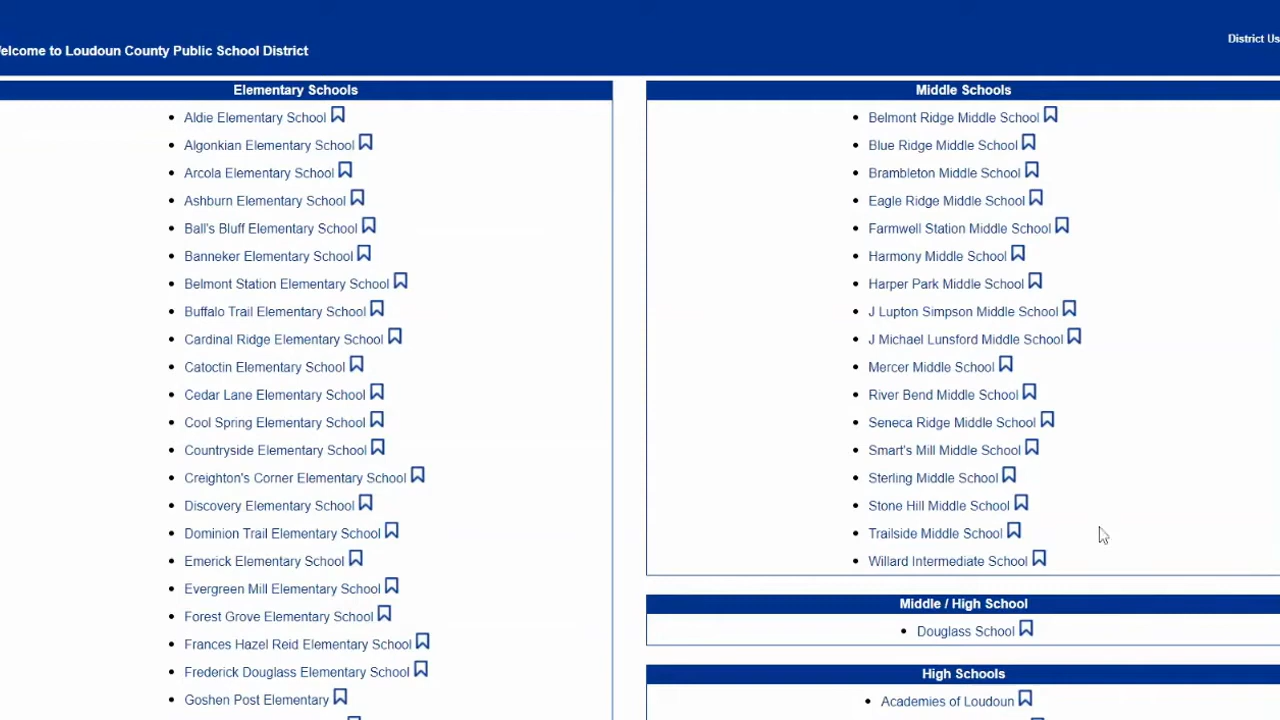 elcome to Loudoun County Public School District
District Us
Elementary Schools
Aldie Elementary School
Algonkian Elementary School
Arcola Elementary School
Ashburn Elementary School
Ball's Bluff Elementary School
Banneker Elementary School
Belmont Station Elementary School
Buffalo Trail Elementary School
Cardinal Ridge Elementary School
Catoctin Elementary School
Cedar Lane Elementary School
Cool Spring Elementary School
Countryside Elementary School
Creighton's Corner Elementary School
Discovery Elementary School
Dominion Trail Elementary School
Emerick Elementary School
Evergreen Mill Elementary School
Forest Grove Elementary School
Frances Hazel Reid Elementary School
Frederick Douglass Elementary School
Goshen Post Elementary
Middle Schools
Belmont Ridge Middle School
Blue Ridge Middle School
Brambleton Middle School
Eagle Ridge Middle School
Farmwell Station Middle School
Harmony Middle School
Harper Park Middle School
J Lupton Simpson Middle School
J Michael Lunsford Middle School
Mercer Middle School
River Bend Middle School
Seneca Ridge Middle School
Smart's Mill Middle School
Sterling Middle School
Stone Hill Middle School
Trailside Middle School
Willard Intermediate School
Middle / High School
Douglass School
High Schools
Academies of Loudoun